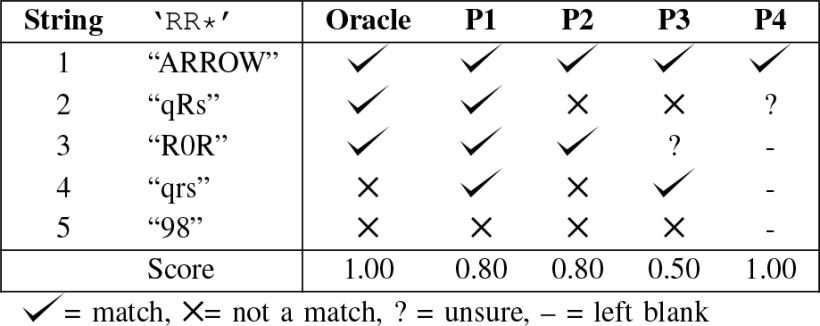 String ‘RR*’ Oracle P1 P2 P3 P4
1 “ARROW” ✓ ✓ ✓ ✓ ✓
2 “qRs” ✓ ✓ ✕ ✕ ?
3 “R0R” ✓ ✓ ✓ ? -
4 “qrs” ✕ ✓ ✕ ✓ -
5 “98” ✕ ✕ ✕ ✕ -
Score 1.00 0.80 0.80 0.50 1.00
✓ = match, ✕= not a match, ? = unsure, – = left blank